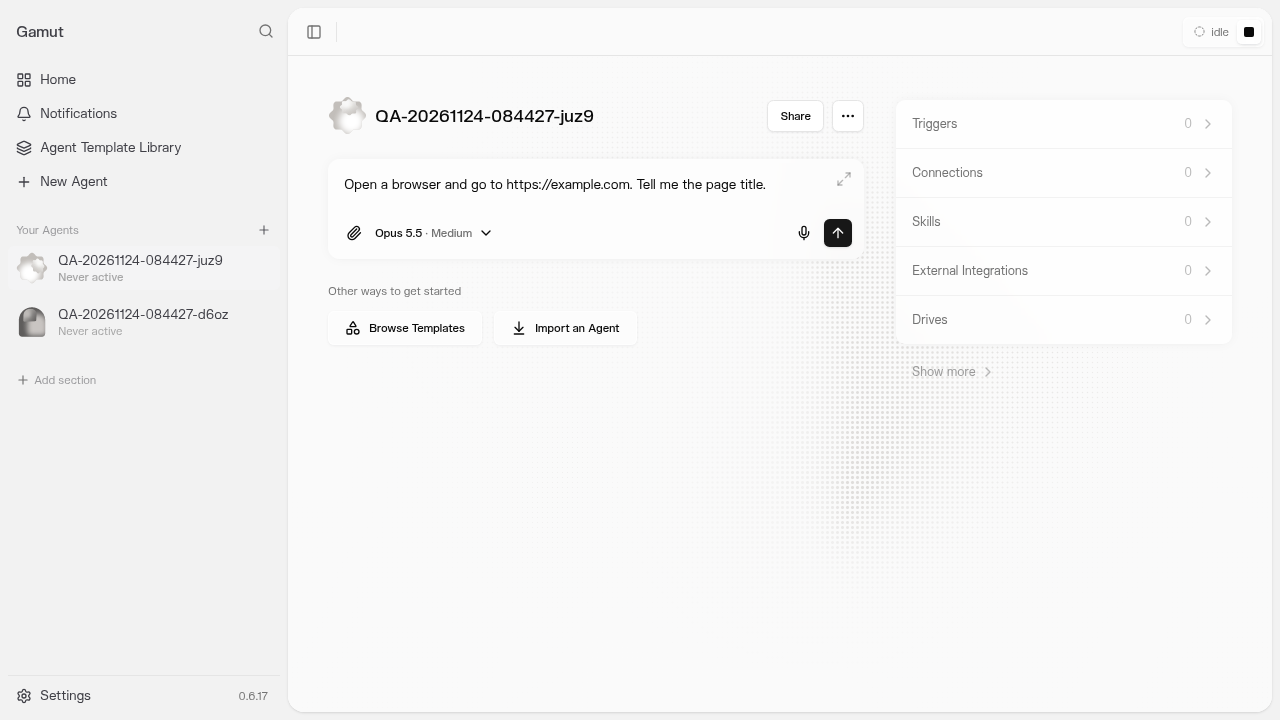 Gamut
Home
Notifications
Agent Template Library
New Agent
Your Agents
QA-20261124-084427-juz9
Never active
QA-20261124-084427-d6oz
Never active
Add section
Settings
0.6.17
idle
QA-20261124-084427-juz9
Share
Open a browser and go to https://example.com. Tell me the page title.
Opus 5.5 · Medium
Other ways to get started
Browse Templates
Import an Agent
Triggers 0
Connections 0
Skills 0
External Integrations 0
Drives 0
Show more